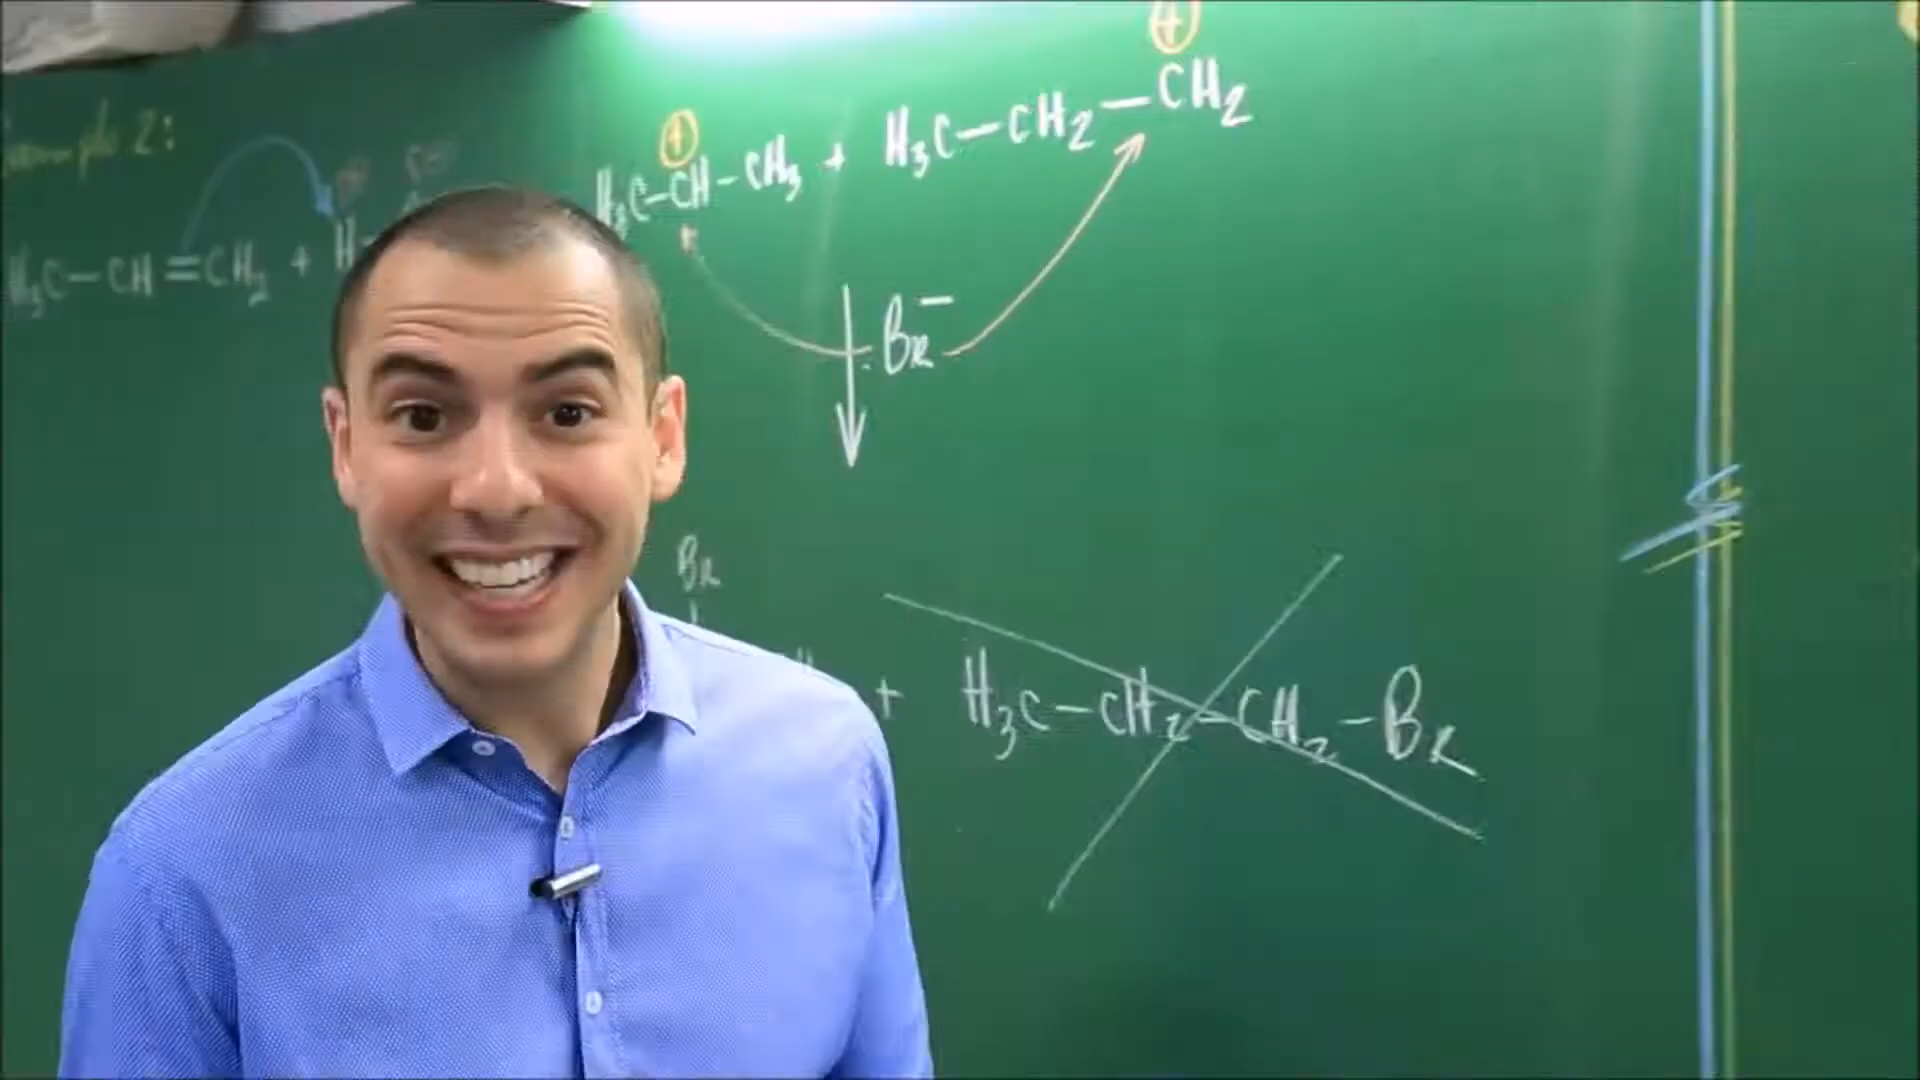 Exemplo 2:
H₃C–CH=CH₂ + H–
⊕ ⊕
H₃C–CH–CH₃ + H₃C–CH₂–CH₂
Br⁻
Br
+ H₃C–CH₂–CH₂–Br